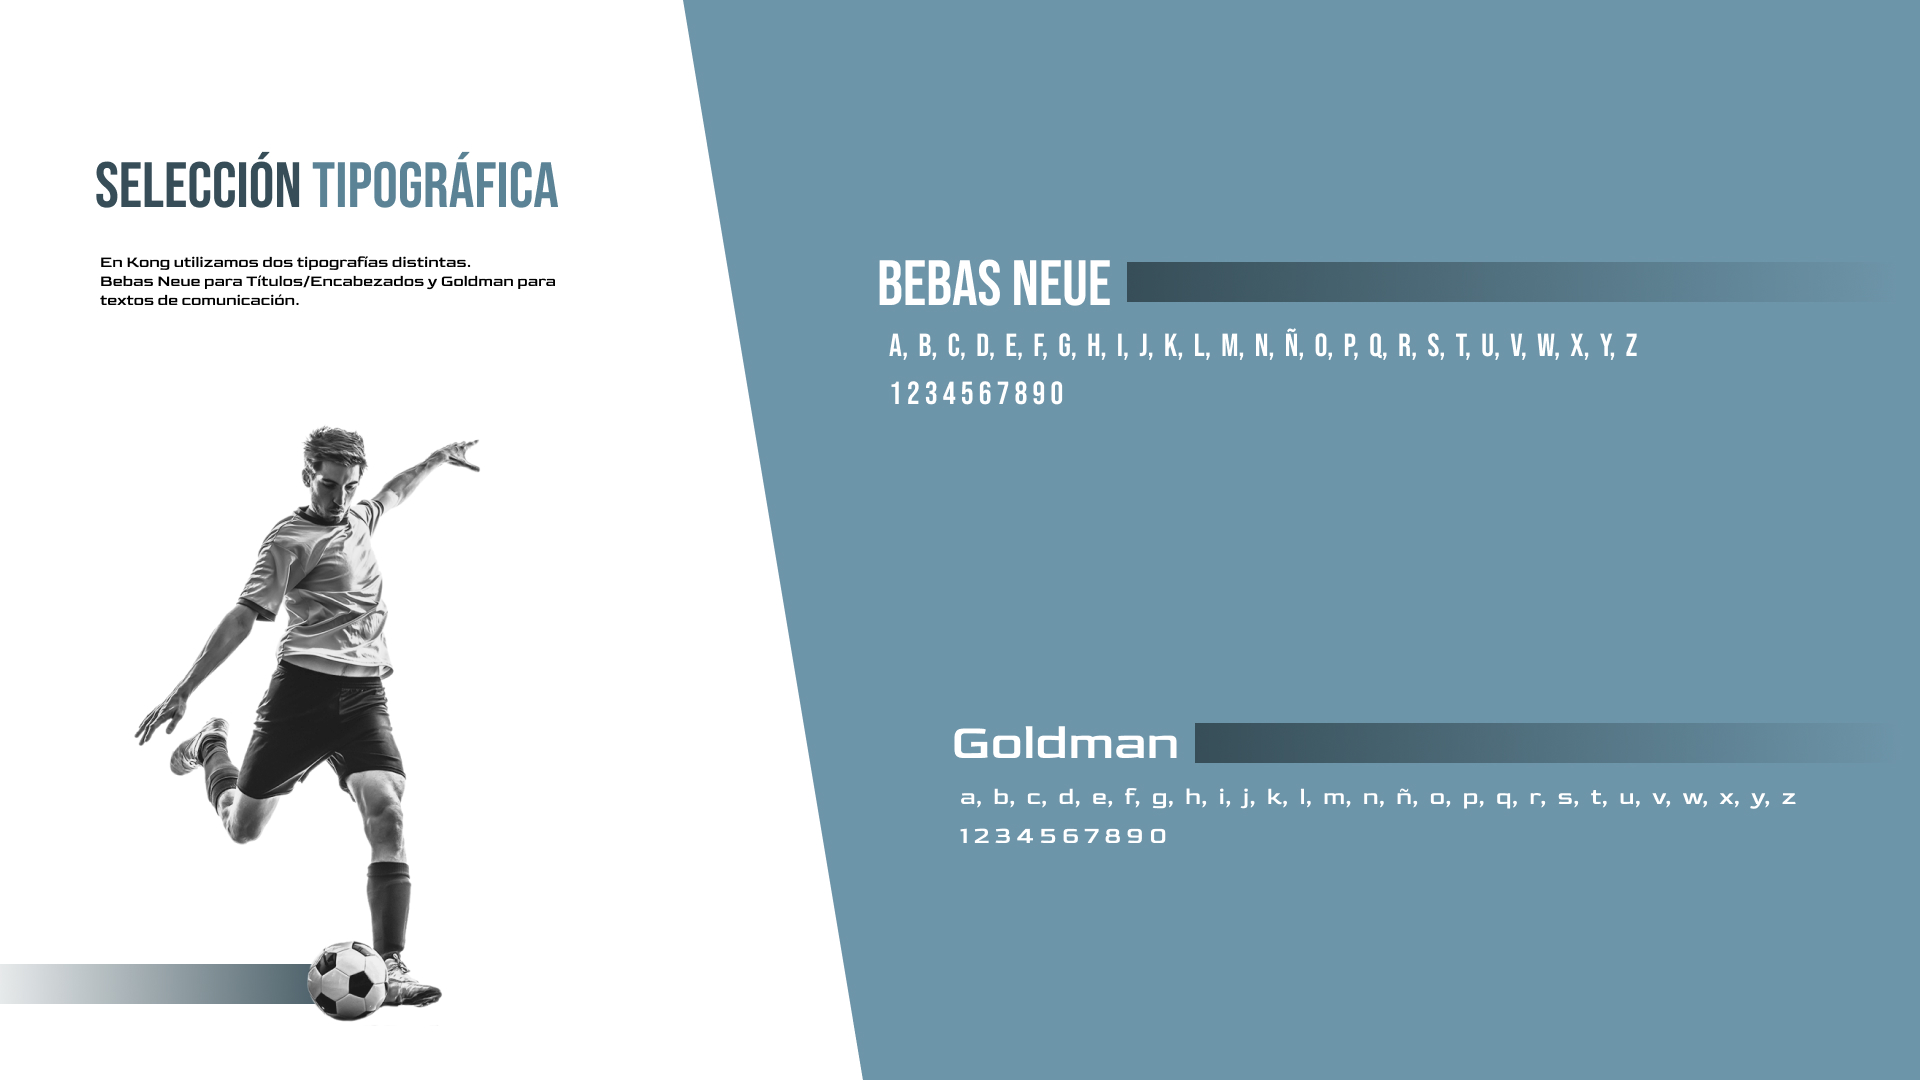 SELECCIÓN TIPOGRÁFICA
En Kong utilizamos dos tipografías distintas.
Bebas Neue para Títulos/Encabezados y Goldman para
textos de comunicación.
BEBAS NEUE
A, B, C, D, E, F, G, H, I, J, K, L, M, N, Ñ, O, P, Q, R, S, T, U, V, W, X, Y, Z
1234567890
Goldman
a, b, c, d, e, f, g, h, i, j, k, l, m, n, ñ, o, p, q, r, s, t, u, v, w, x, y, z
1234567890